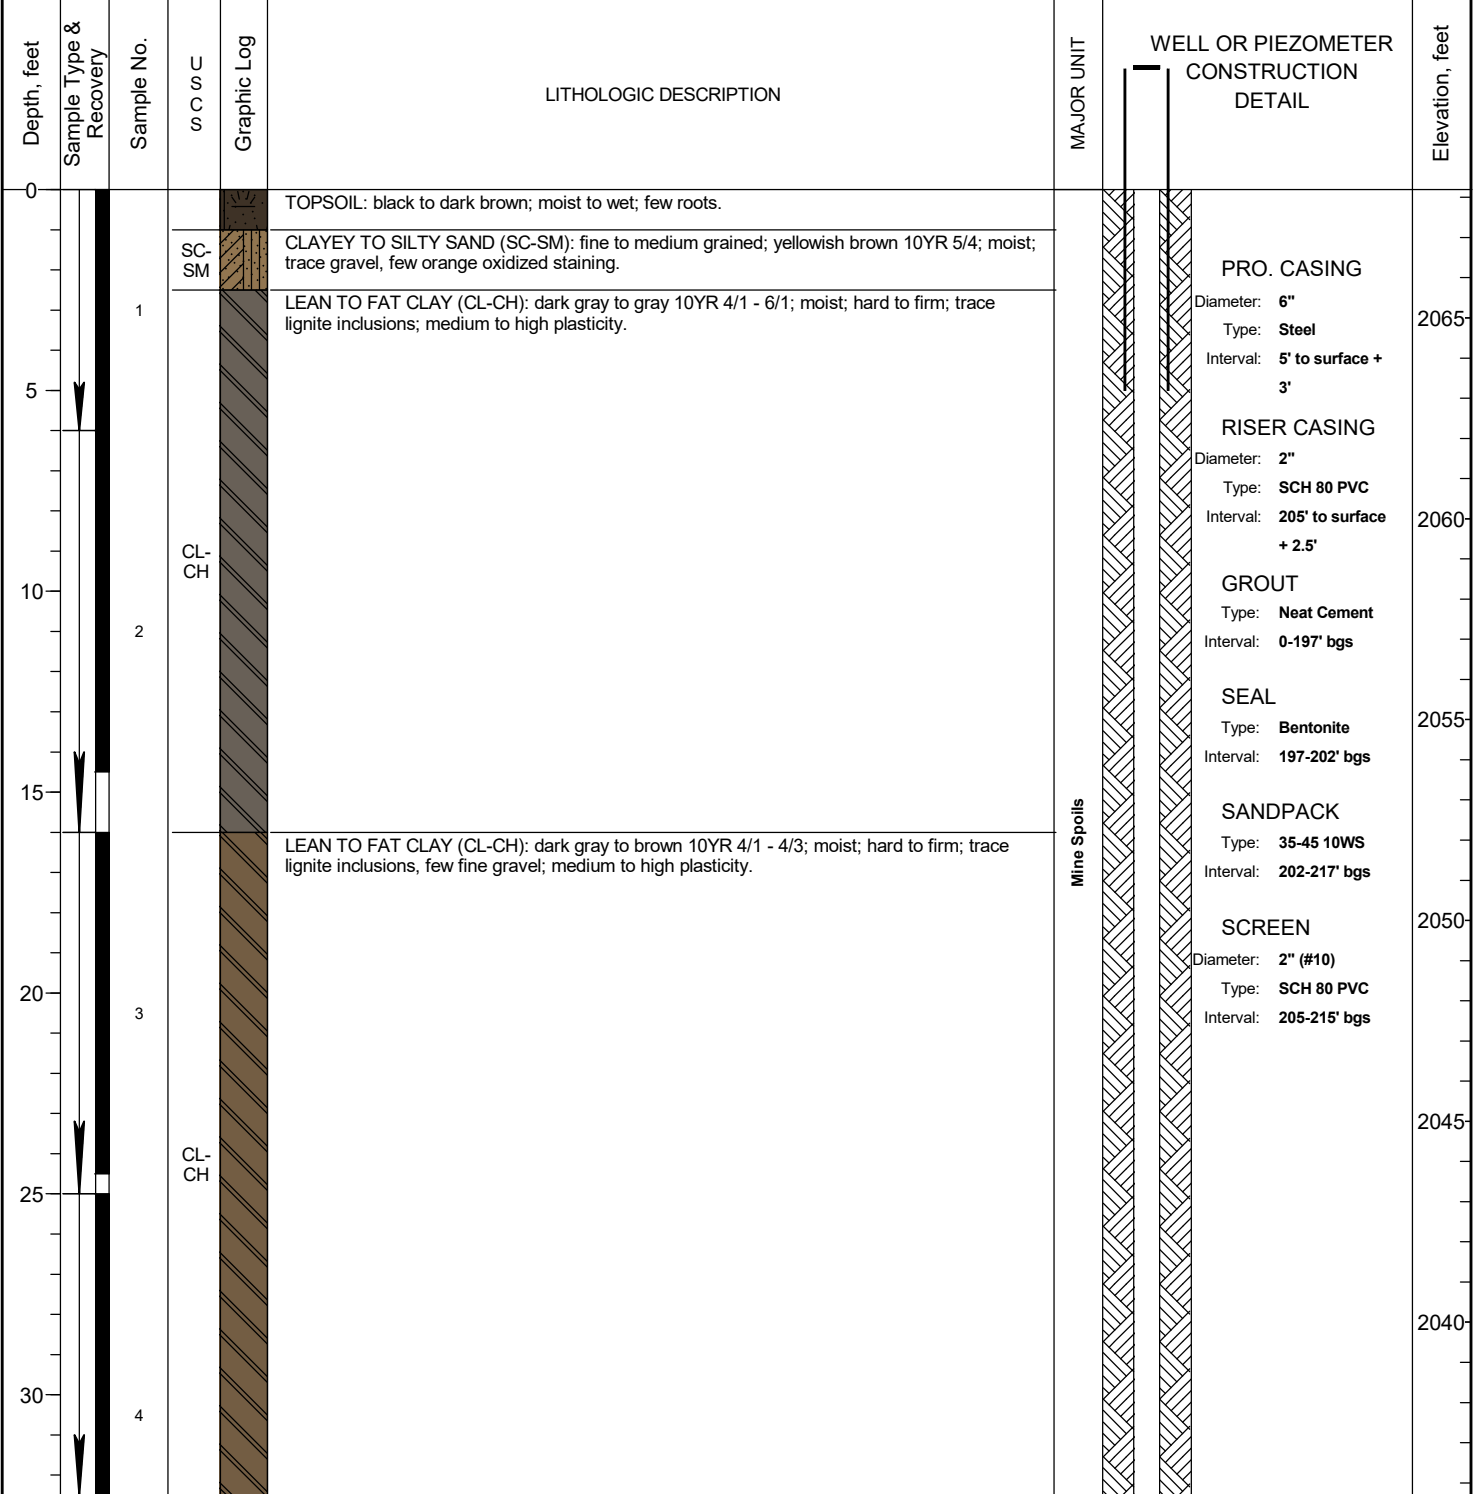 Depth, feet
Sample Type &
Recovery
Sample No.
U
S
C
S
Graphic Log
LITHOLOGIC DESCRIPTION
MAJOR UNIT
WELL OR PIEZOMETER
CONSTRUCTION
DETAIL
Elevation, feet
0
TOPSOIL: black to dark brown; moist to wet; few roots.
SC-
SM
CLAYEY TO SILTY SAND (SC-SM): fine to medium grained; yellowish brown 10YR 5/4; moist;
trace gravel, few orange oxidized staining.
1
LEAN TO FAT CLAY (CL-CH): dark gray to gray 10YR 4/1 - 6/1; moist; hard to firm; trace
lignite inclusions; medium to high plasticity.
5
CL-
CH
10
2
15
LEAN TO FAT CLAY (CL-CH): dark gray to brown 10YR 4/1 - 4/3; moist; hard to firm; trace
lignite inclusions, few fine gravel; medium to high plasticity.
20
3
CL-
CH
25
30
4
Mine Spoils
PRO. CASING
Diameter: 6"
Type: Steel
Interval: 5' to surface +
3'
RISER CASING
Diameter: 2"
Type: SCH 80 PVC
Interval: 205' to surface
+ 2.5'
GROUT
Type: Neat Cement
Interval: 0-197' bgs
SEAL
Type: Bentonite
Interval: 197-202' bgs
SANDPACK
Type: 35-45 10WS
Interval: 202-217' bgs
SCREEN
Diameter: 2" (#10)
Type: SCH 80 PVC
Interval: 205-215' bgs
2065
2060
2055
2050
2045
2040